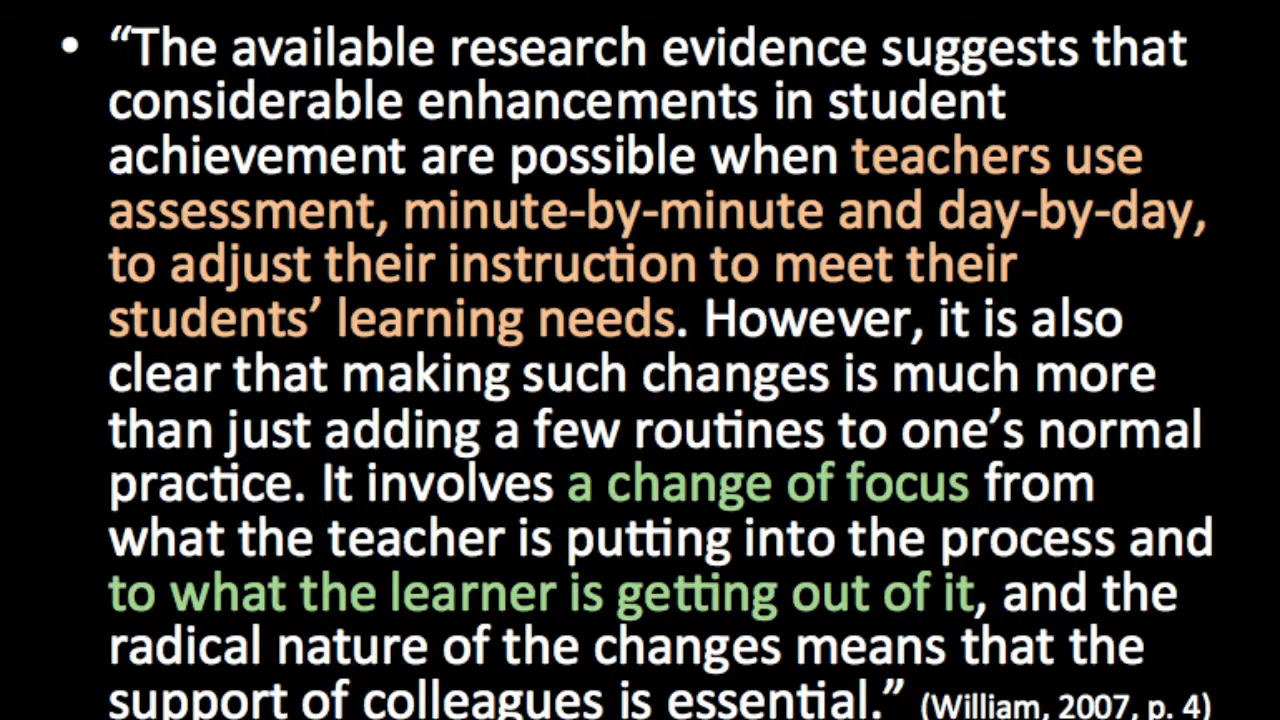 • “The available research evidence suggests that
considerable enhancements in student
achievement are possible when teachers use
assessment, minute-by-minute and day-by-day,
to adjust their instruction to meet their
students’ learning needs. However, it is also
clear that making such changes is much more
than just adding a few routines to one’s normal
practice. It involves a change of focus from
what the teacher is putting into the process and
to what the learner is getting out of it, and the
radical nature of the changes means that the
support of colleagues is essential.” (William, 2007, p. 4)